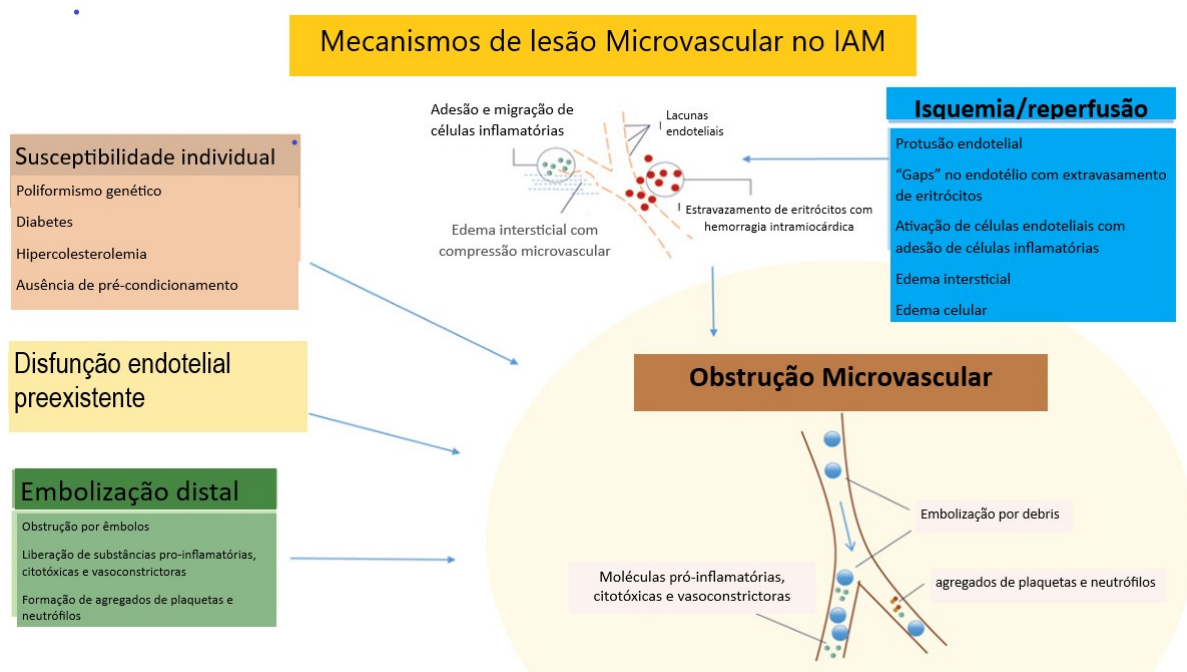 Mecanismos de lesão Microvascular no IAM
Susceptibilidade individual
Poliformismo genético
Diabetes
Hipercolesterolemia
Ausência de pré-condicionamento
Disfunção endotelial
preexistente
Embolização distal
Obstrução por êmbolos
Liberação de substâncias pro-inflamatórias,
citotóxicas e vasoconstrictoras
Formação de agregados de plaquetas e
neutrófilos
Adesão e migração de
células inflamatórias
Lacunas
endoteliais
Edema intersticial com
compressão microvascular
Estravazamento de eritrócitos com
hemorragia intramiocárdica
Isquemia/reperfusão
Protusão endotelial
“Gaps” no endotélio com extravasamento
de eritrócitos
Ativação de células endoteliais com
adesão de células inflamatórias
Edema intersticial
Edema celular
Obstrução Microvascular
Embolização por debris
Moléculas pró-inflamatórias,
citotóxicas e vasoconstrictoras
agregados de plaquetas e neutrófilos